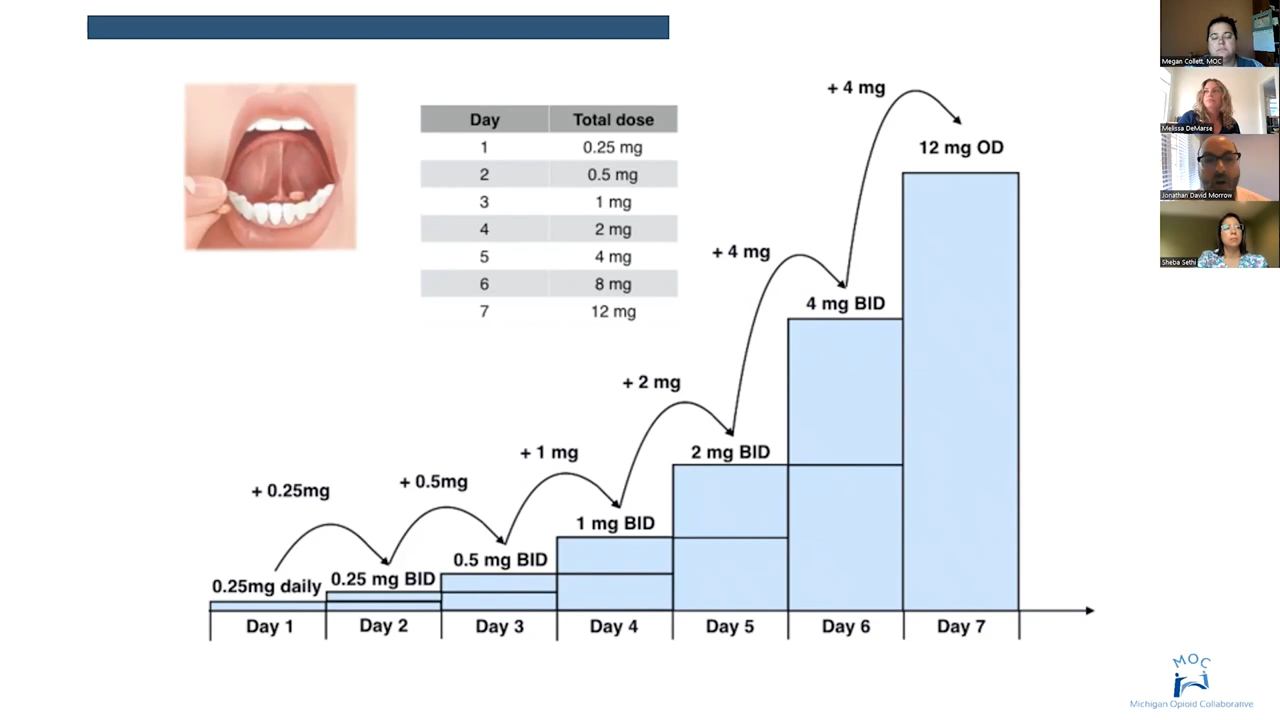 Day Total dose
1 0.25 mg
2 0.5 mg
3 1 mg
4 2 mg
5 4 mg
6 8 mg
7 12 mg
+ 4 mg
12 mg OD
+ 4 mg
4 mg BID
+ 2 mg
2 mg BID
+ 1 mg
1 mg BID
+ 0.5mg
0.5 mg BID
+ 0.25mg
0.25 mg BID
0.25mg daily
Day 1 Day 2 Day 3 Day 4 Day 5 Day 6 Day 7
Megan Collett, MOC
Melissa DeMarse
Jonathan David Morrow
Sheba Sethi
MOC
Michigan Opioid Collaborative